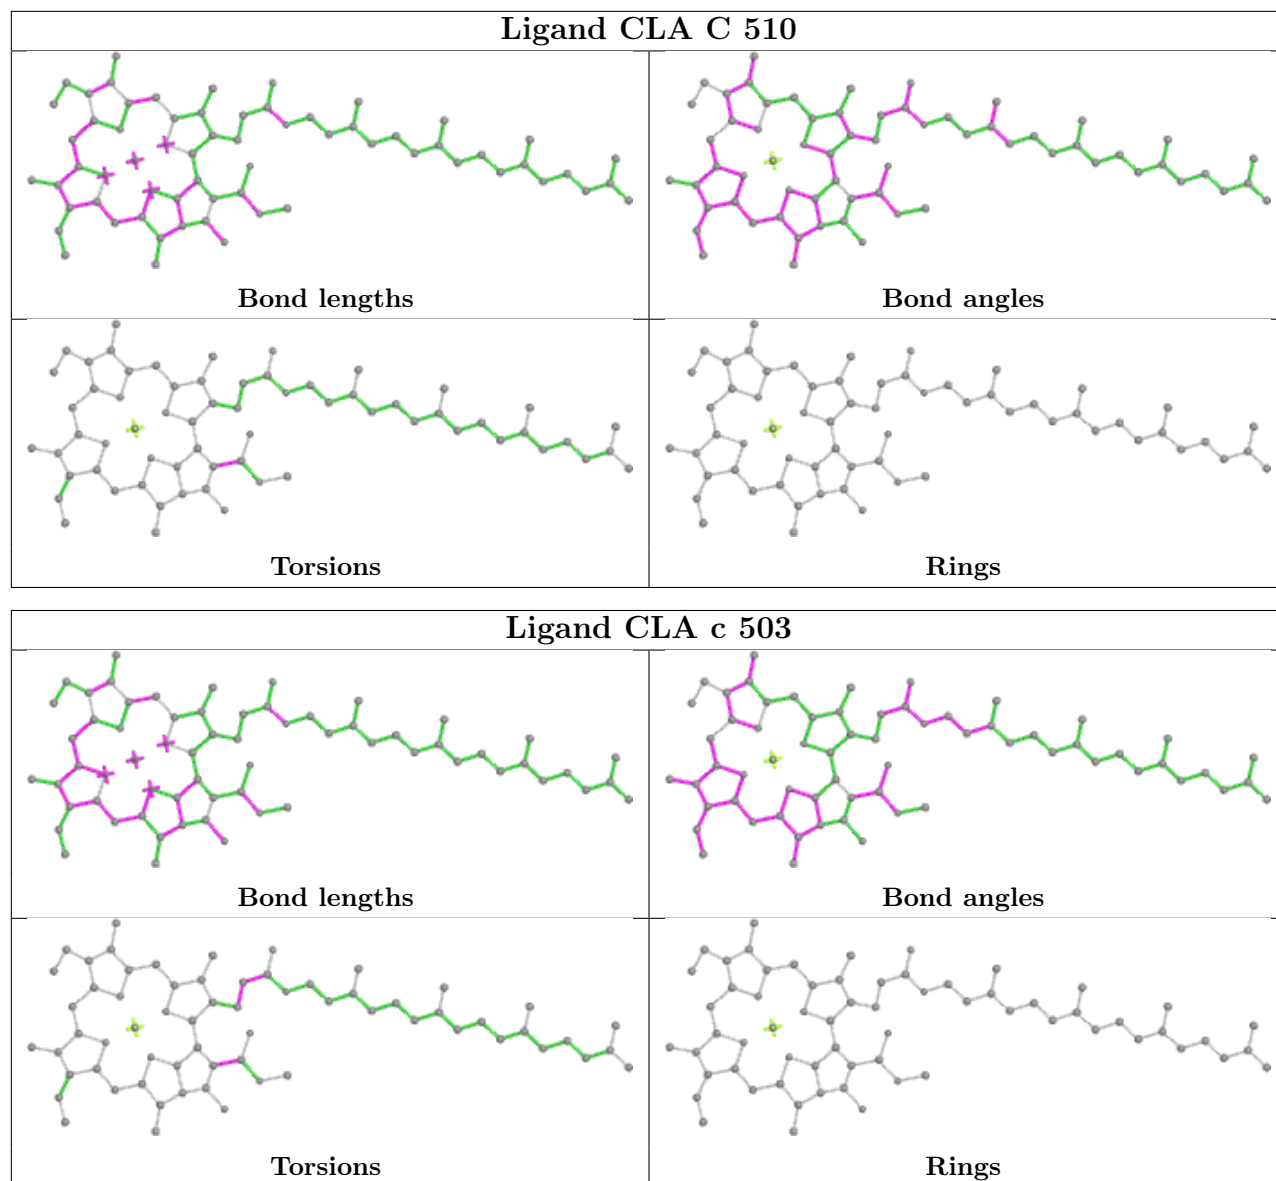 Ligand CLA C 510
Bond lengths
Bond angles
Torsions
Rings
Ligand CLA c 503
Bond lengths
Bond angles
Torsions
Rings